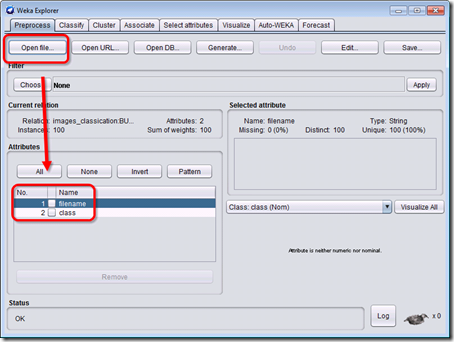 Weka Explorer
Preprocess Classify Cluster Associate Select attributes Visualize Auto-WEKA Forecast
Open file... Open URL... Open DB... Generate... Undo Edit... Save...
Filter
Choose None Apply
Current relation
Relation: images_classication:BU...
Attributes: 2
Instances: 100
Sum of weights: 100
Selected attribute
Name: filename
Type: String
Missing: 0 (0%)
Distinct: 100
Unique: 100 (100%)
Attributes
All None Invert Pattern
No. Name
1 filename
2 class
Remove
Class: class (Nom) Visualize All
Attribute is neither numeric nor nominal.
Status
OK
Log x 0